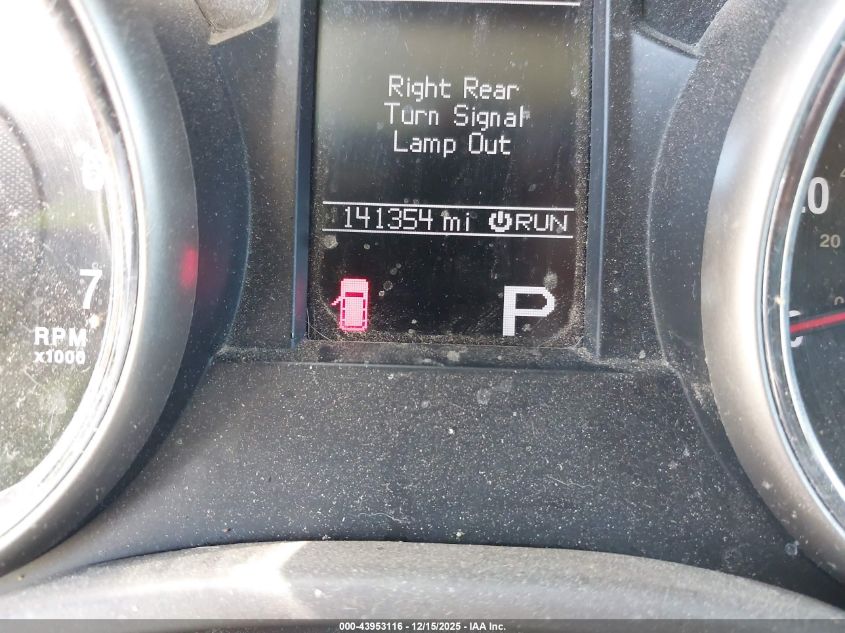 Right Rear
Turn Signal
Lamp Out
141354 mi RUN
P
7
RPM
x1000
20
000-43953116 - 12/15/2025 - IAA Inc.